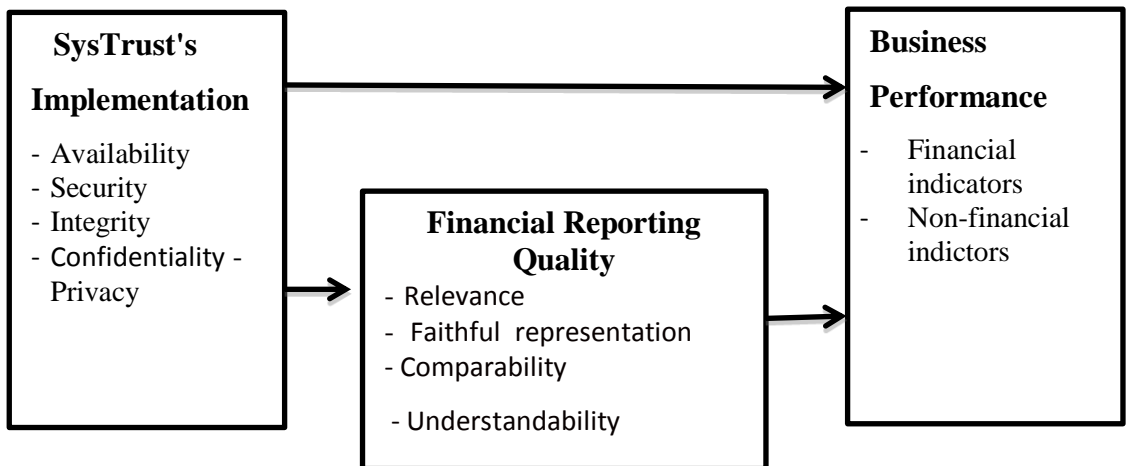 SysTrust's
Implementation
- Availability
- Security
- Integrity
- Confidentiality -
Privacy
Financial Reporting
Quality
- Relevance
- Faithful representation
- Comparability
- Understandability
Business
Performance
- Financial
indicators
- Non-financial
indictors